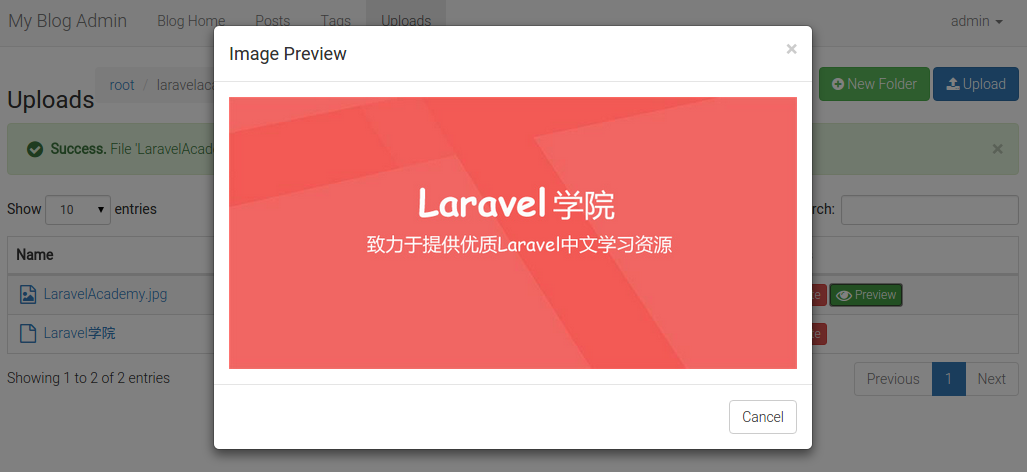 My Blog Admin Blog Home Posts Tags Uploads admin
Image Preview ×
Uploads root / laravelaca New Folder Upload
Success. File 'LaravelAcad ×
Laravel 学院
致力于提供优质Laravel中文学习资源
Show 10 entries rch:
Name
LaravelAcademy.jpg Preview
Laravel学院
Showing 1 to 2 of 2 entries Previous 1 Next
Cancel